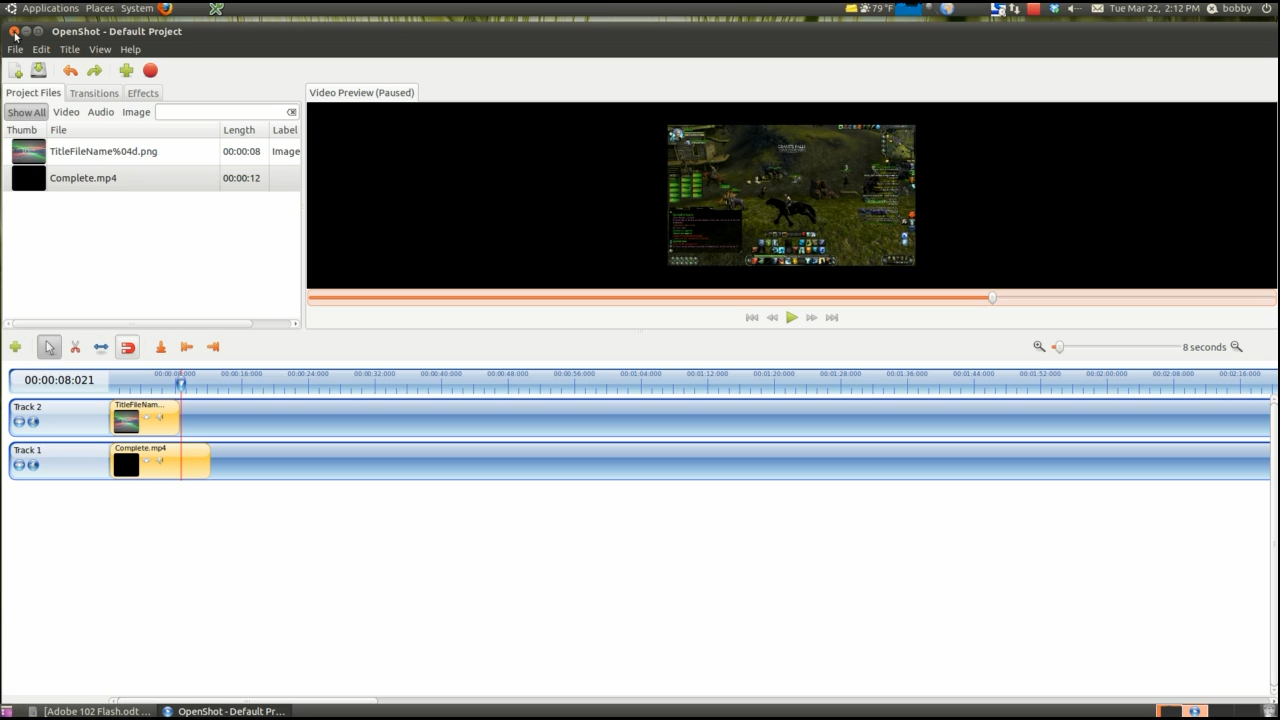 Applications Places System
79 °F
Tue Mar 22, 2:12 PM
bobby
OpenShot - Default Project
File Edit Title View Help
Project Files Transitions Effects
Show All Video Audio Image
Thumb File Length Label
TitleFileName%04d.png 00:00:08 Image
Complete.mp4 00:00:12
Video Preview (Paused)
8 seconds
00:00:08:021
00:00:08:000 00:00:16:000 00:00:24:000 00:00:32:000 00:00:40:000 00:00:48:000 00:00:56:000 00:01:04:000 00:01:12:000 00:01:20:000 00:01:28:000 00:01:36:000 00:01:44:000 00:01:52:000 00:02:00:000 00:02:08:000 00:02:16:000
Track 2
TitleFileNam...
Track 1
Complete.mp4
[Adobe 102 Flash.odt ...
OpenShot - Default Pr...